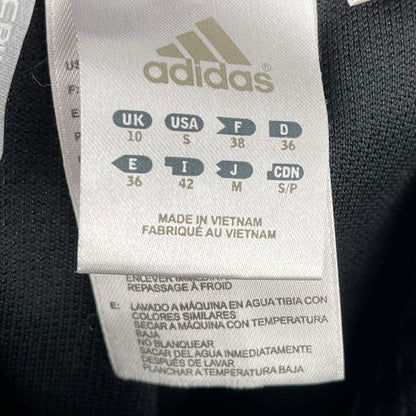 adidas
UK USA F D
10 S 38 36
E I J CDN
36 42 M S/P
MADE IN VIETNAM
FABRIQUÉ AU VIETNAM
REPASSAGE À FROID
E: LAVADO A MÁQUINA EN AGUA TIBIA CON
COLORES SIMILARES
SECAR A MÁQUINA CON TEMPERATURA
BAJA
NO BLANQUEAR
SACAR DEL AGUA INMEDIATAMENTE
DESPUÉS DE LAVAR
PLANCHAR A TEMPERATURA BAJA